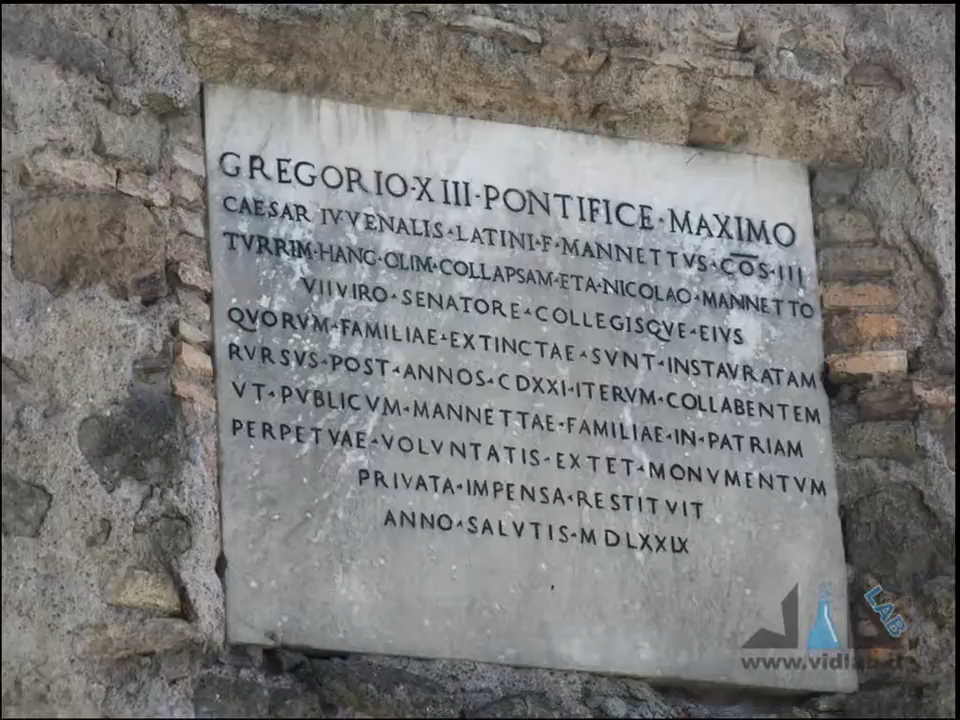 GREGORIO·XIII·PONTIFICE·MAXIMO
CAESAR IVVENALIS·LATINI·F·MANNETTVS·COS·III
TVRRIM·HANC·OLIM·COLLAPSAM·ETA·NICOLAO·MANNETTO
VIIVIRO·SENATORE·COLLEGISQVE·EIVS
QVORVM·FAMILIAE·EXTINCTAE·SVNT·INSTAVRATAM
RVRSVS·POST·ANNOS·CDXXI·ITERVM·COLLABENTEM
VT·PVBLICVM·MANNETTAE·FAMILIAE·IN·PATRIAM
PERPETVAE·VOLVNTATIS·EXTET·MONVMENTVM
PRIVATA·IMPENSA·RESTITVIT
ANNO·SALVTIS·MDLXXIX
LAB
www.vidlab.it